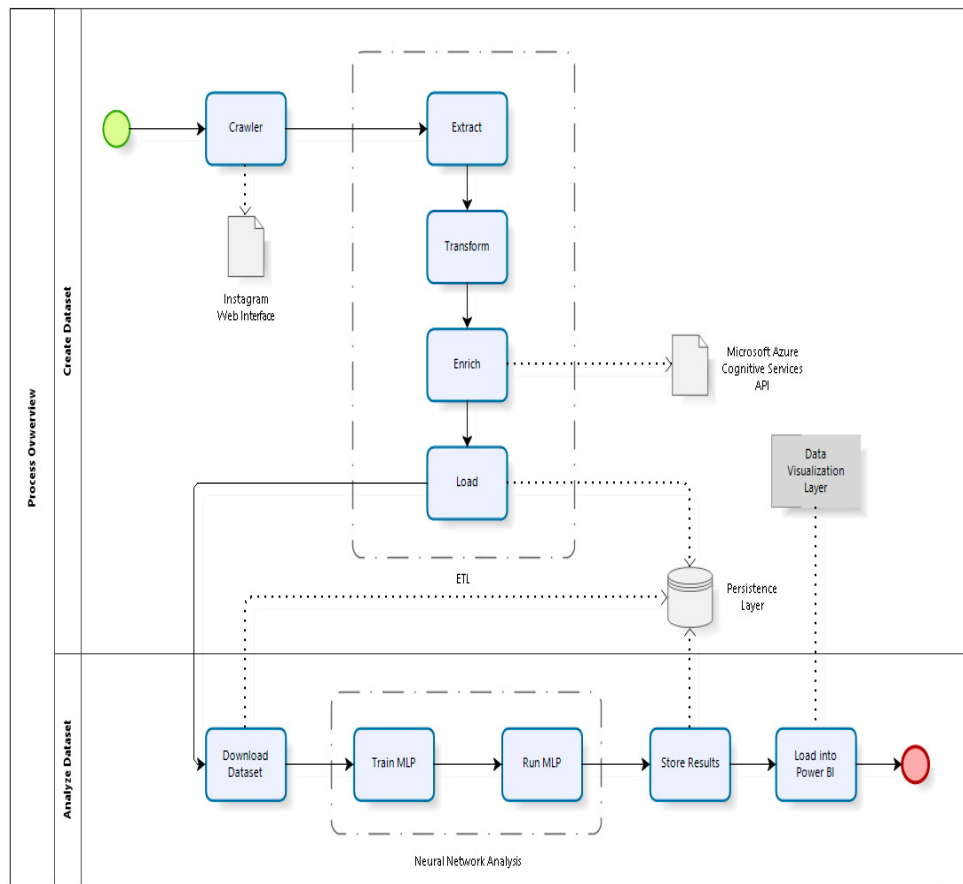 Process Ovwerview
Create Dataset
Crawler
Extract
Transform
Instagram
Web Interface
Enrich
Microsoft Azure
Cognitive Services
API
Load
Data
Visualization
Layer
ETL
Persistence
Layer
Analyze Dataset
Download
Dataset
Train MLP
Run MLP
Store Results
Load into
Power BI
Neural Network Analysis